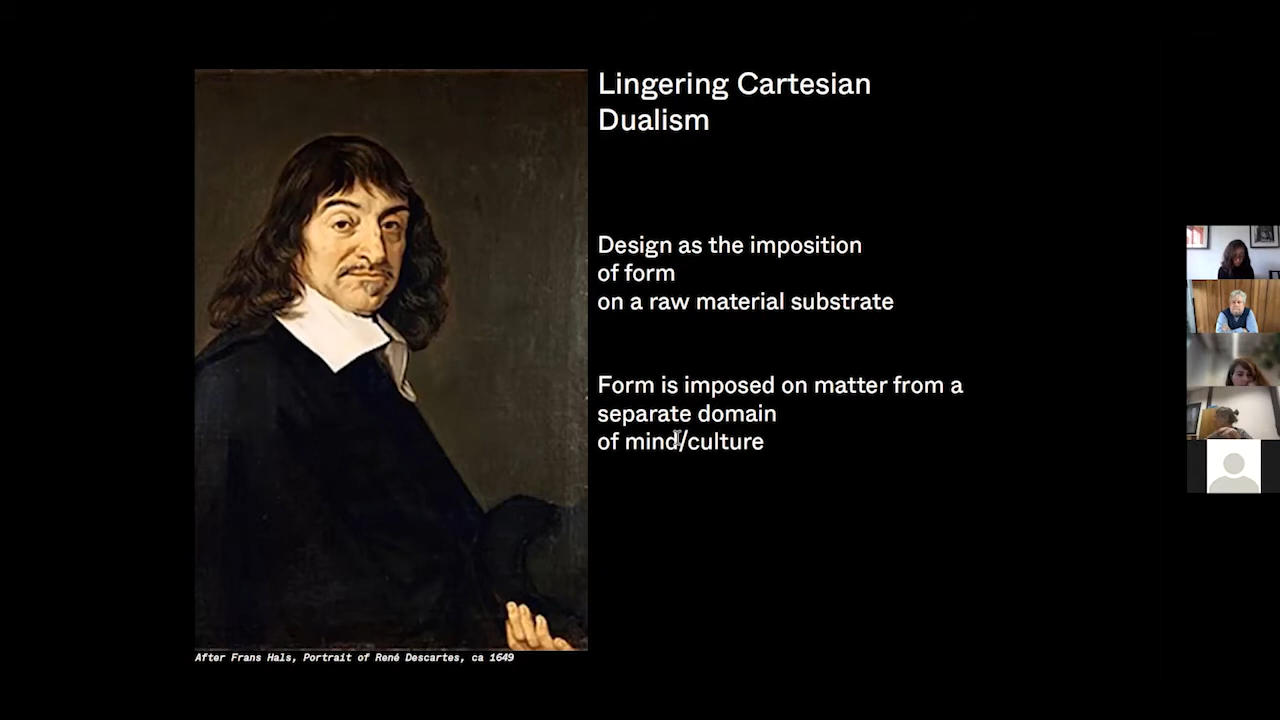 Lingering Cartesian
Dualism
Design as the imposition
of form
on a raw material substrate
Form is imposed on matter from a
separate domain
of mind/culture
After Frans Hals, Portrait of René Descartes, ca 1649